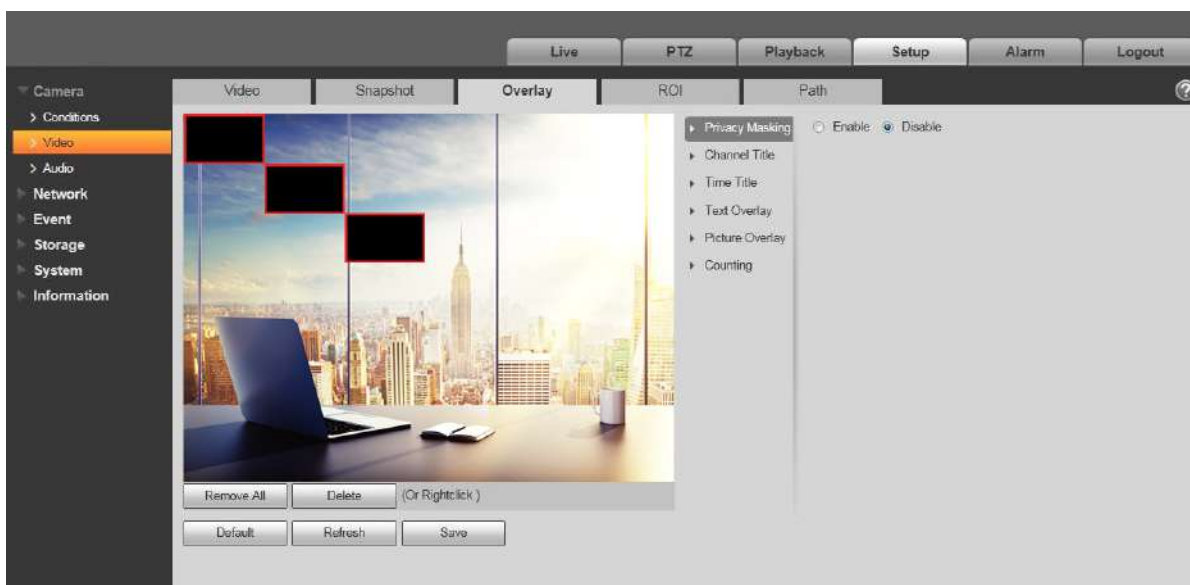 Live PTZ Playback Setup Alarm Logout
Camera
Conditions
Video
Audio
Network
Event
Storage
System
Information
Video Snapshot Overlay ROI Path
?
Privacy Masking
Enable Disable
Channel Title
Time Title
Text Overlay
Picture Overlay
Counting
Remove All Delete (Or Rightclick )
Default Refresh Save